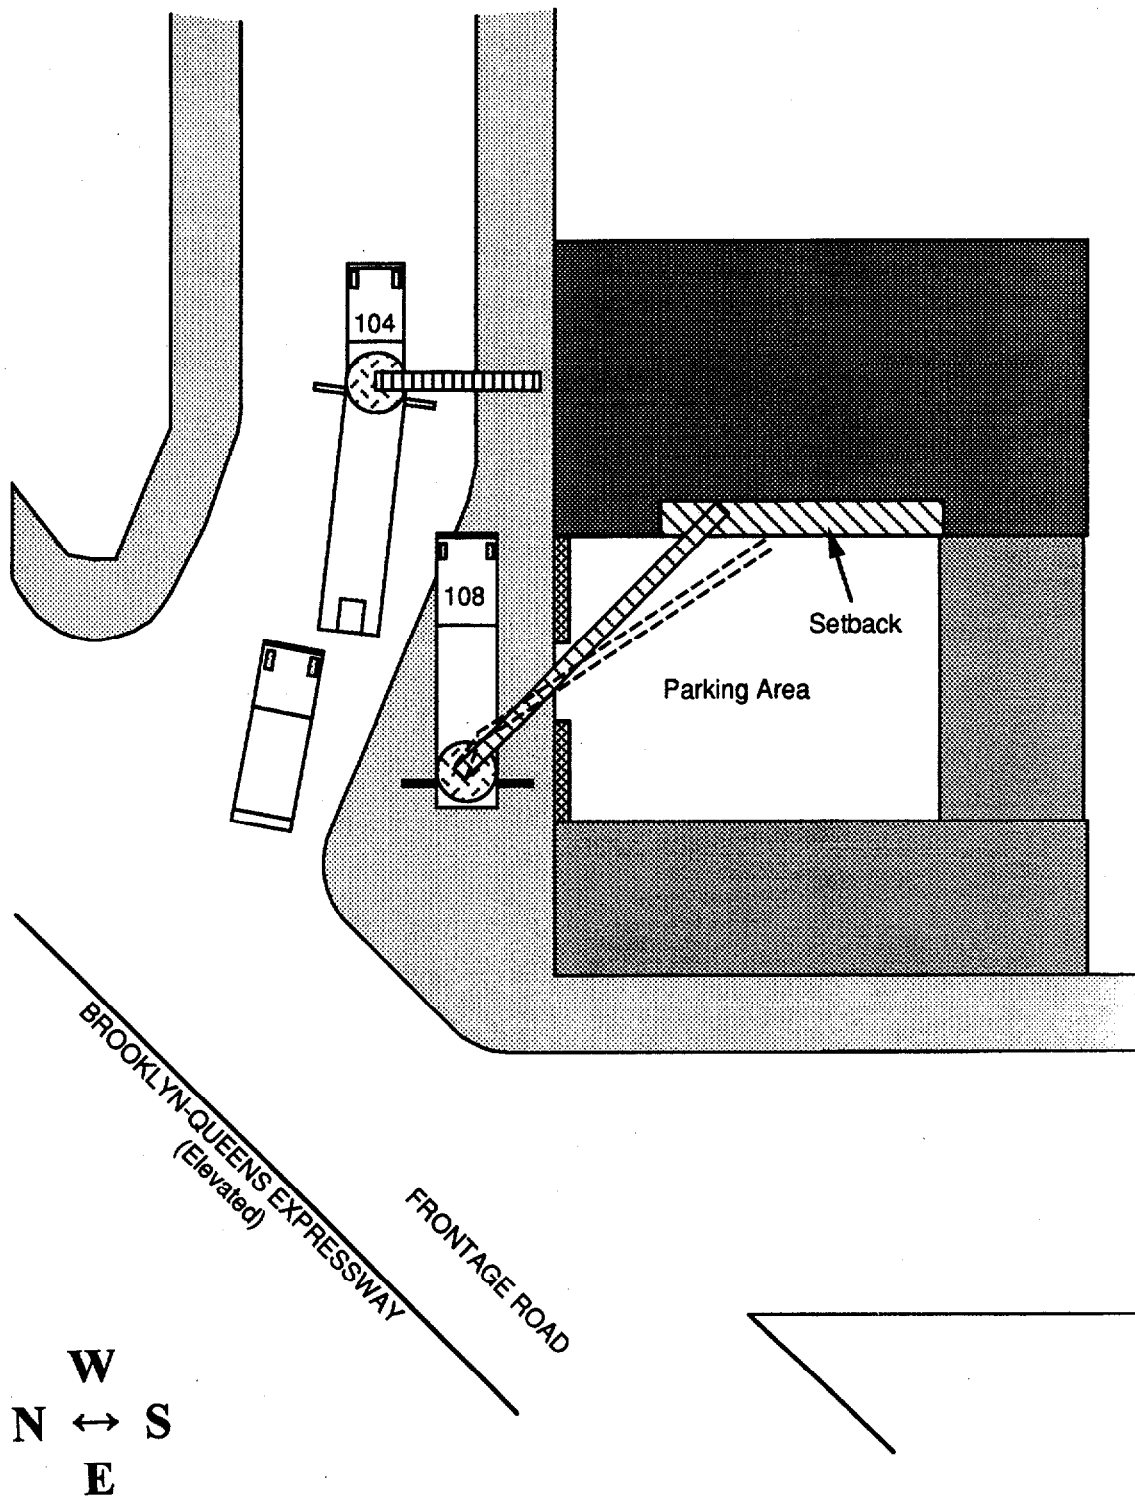 104
108
Setback
Parking Area
BROOKLYN-QUEENS EXPRESSWAY
(Elevated)
FRONTAGE ROAD
W
N ↔ S
E